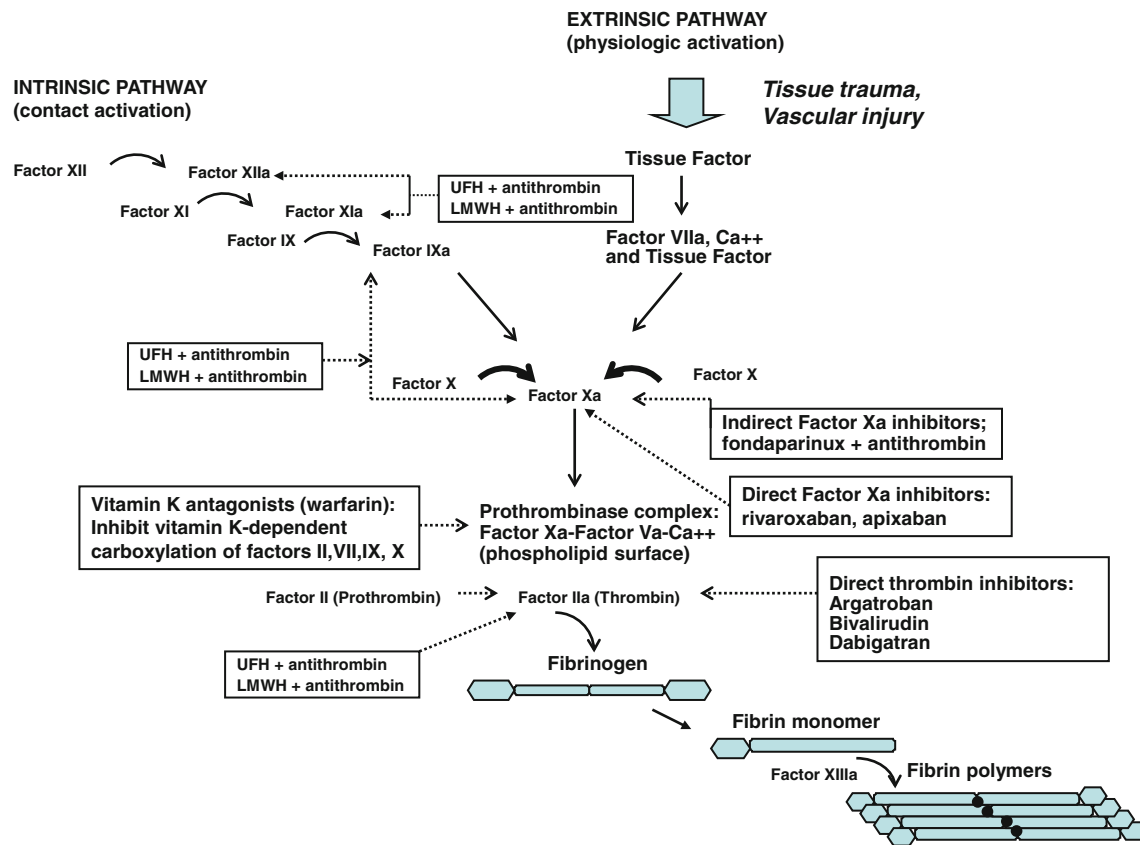 EXTRINSIC PATHWAY
(physiologic activation)
INTRINSIC PATHWAY
(contact activation)
Tissue trauma,
Vascular injury
Tissue Factor
Factor XII
Factor XIIa
UFH + antithrombin
LMWH + antithrombin
Factor XI
Factor XIa
Factor IX
Factor IXa
Factor VIIa, Ca++
and Tissue Factor
UFH + antithrombin
LMWH + antithrombin
Factor X
Factor Xa
Factor X
Indirect Factor Xa inhibitors;
fondaparinux + antithrombin
Direct Factor Xa inhibitors:
rivaroxaban, apixaban
Vitamin K antagonists (warfarin):
Inhibit vitamin K-dependent
carboxylation of factors II,VII,IX, X
Prothrombinase complex:
Factor Xa-Factor Va-Ca++
(phospholipid surface)
Factor II (Prothrombin)
Factor IIa (Thrombin)
Direct thrombin inhibitors:
Argatroban
Bivalirudin
Dabigatran
UFH + antithrombin
LMWH + antithrombin
Fibrinogen
Fibrin monomer
Factor XIIIa
Fibrin polymers